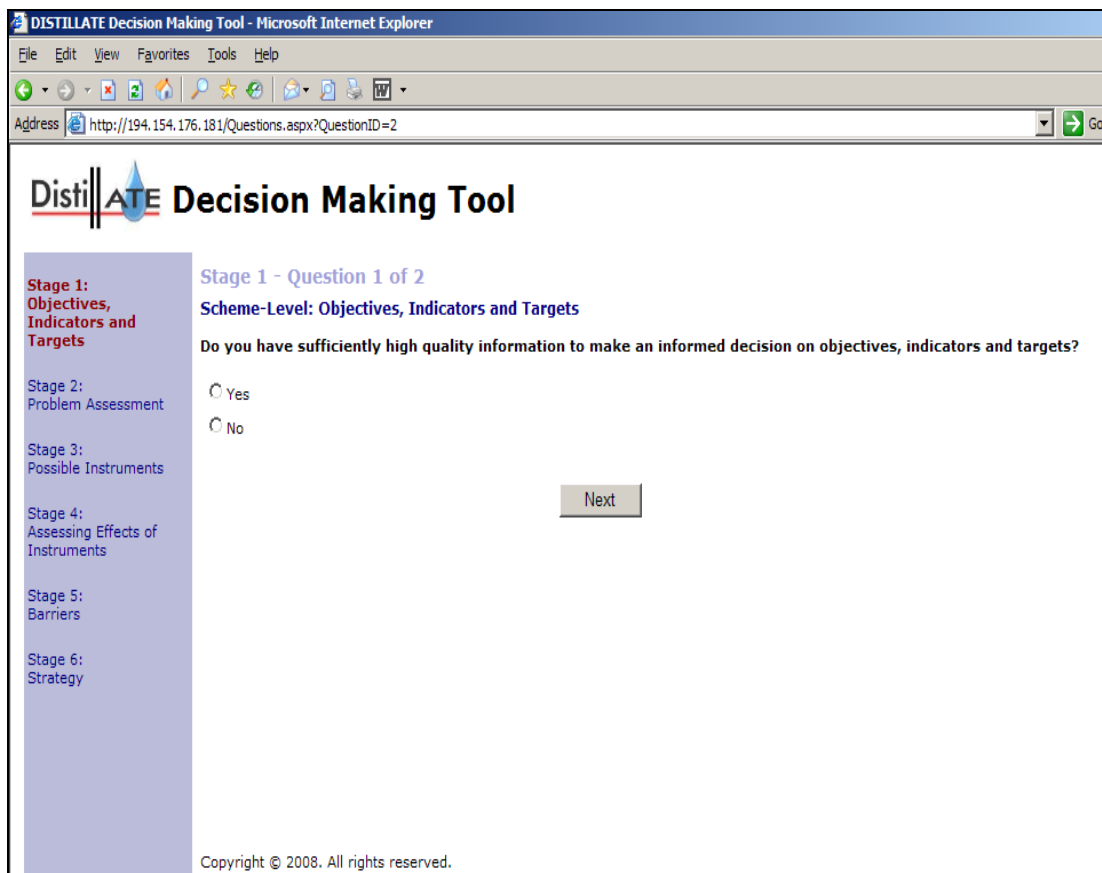 DISTILLATE Decision Making Tool - Microsoft Internet Explorer
File Edit View Favorites Tools Help
Address http://194.154.176.181/Questions.aspx?QuestionID=2 Go
DistillATE Decision Making Tool
Stage 1:
Objectives,
Indicators and
Targets
Stage 2:
Problem Assessment
Stage 3:
Possible Instruments
Stage 4:
Assessing Effects of
Instruments
Stage 5:
Barriers
Stage 6:
Strategy
Stage 1 - Question 1 of 2
Scheme-Level: Objectives, Indicators and Targets
Do you have sufficiently high quality information to make an informed decision on objectives, indicators and targets?
Yes
No
Next
Copyright © 2008. All rights reserved.